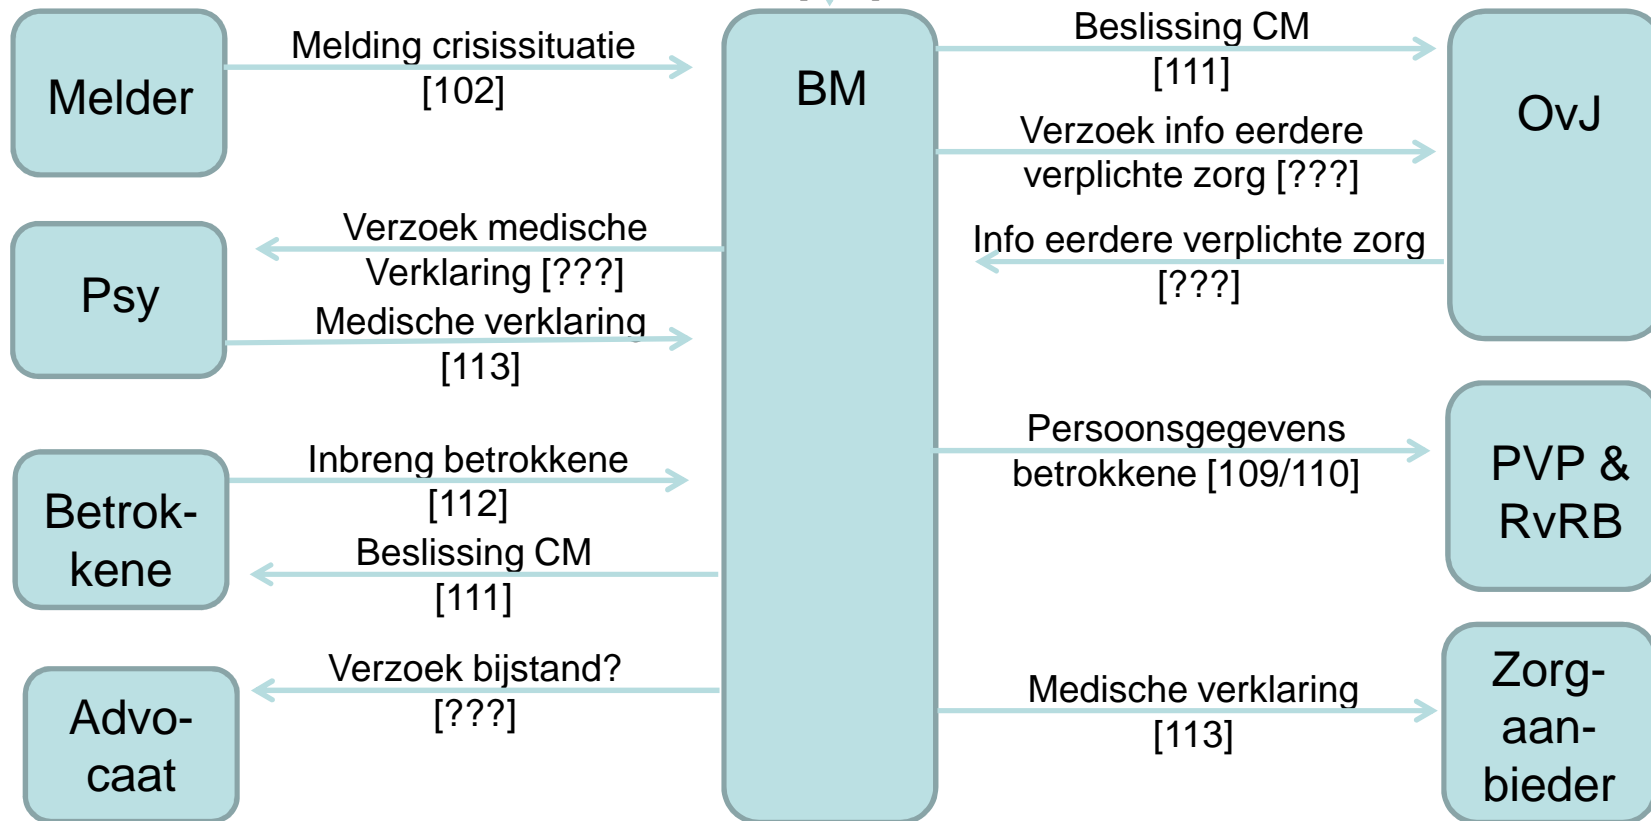 Melder
Melding crisissituatie
[102]
BM
Beslissing CM
[111]
OvJ
Verzoek info eerdere
verplichte zorg [???]
Info eerdere verplichte zorg
[???]
Psy
Verzoek medische
Verklaring [???]
Medische verklaring
[113]
Betrok-
kene
Inbreng betrokkene
[112]
Beslissing CM
[111]
Persoonsgegevens
betrokkene [109/110]
PVP &
RvRB
Advo-
caat
Verzoek bijstand?
[???]
Medische verklaring
[113]
Zorg-
aan-
bieder